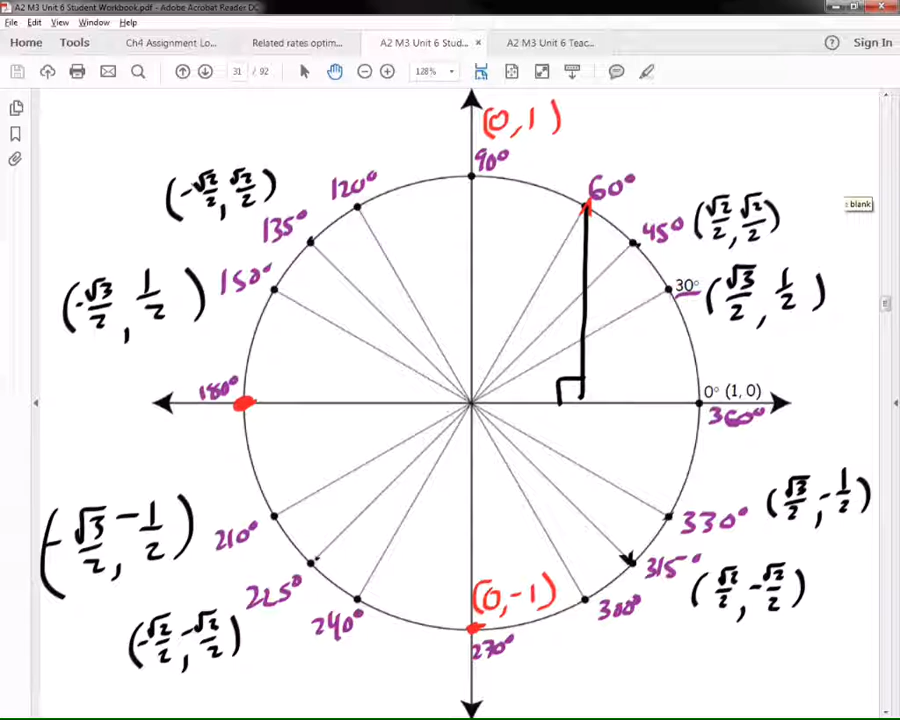 A2 M3 Unit 6 Student Workbook.pdf - Adobe Acrobat Reader DC
File Edit View Window Help
Home Tools Ch4 Assignment Lo... Related rates optim... A2 M3 Unit 6 Stud... × A2 M3 Unit 6 Teac... Sign In
31 / 92 128%
(0, 1)
90°
(-√2/2, √2/2) 120° 60°
135° 45° (√2/2, √2/2)
(-√3/2, 1/2) 150° 30° (√3/2, 1/2)
: blank
180° 0° (1, 0)
360°
(-√3/2, -1/2) 210° 330° (√3/2, -1/2)
225° 315° (√2/2, -√2/2)
(-√2/2, -√2/2) 240° (0, -1) 300°
270°